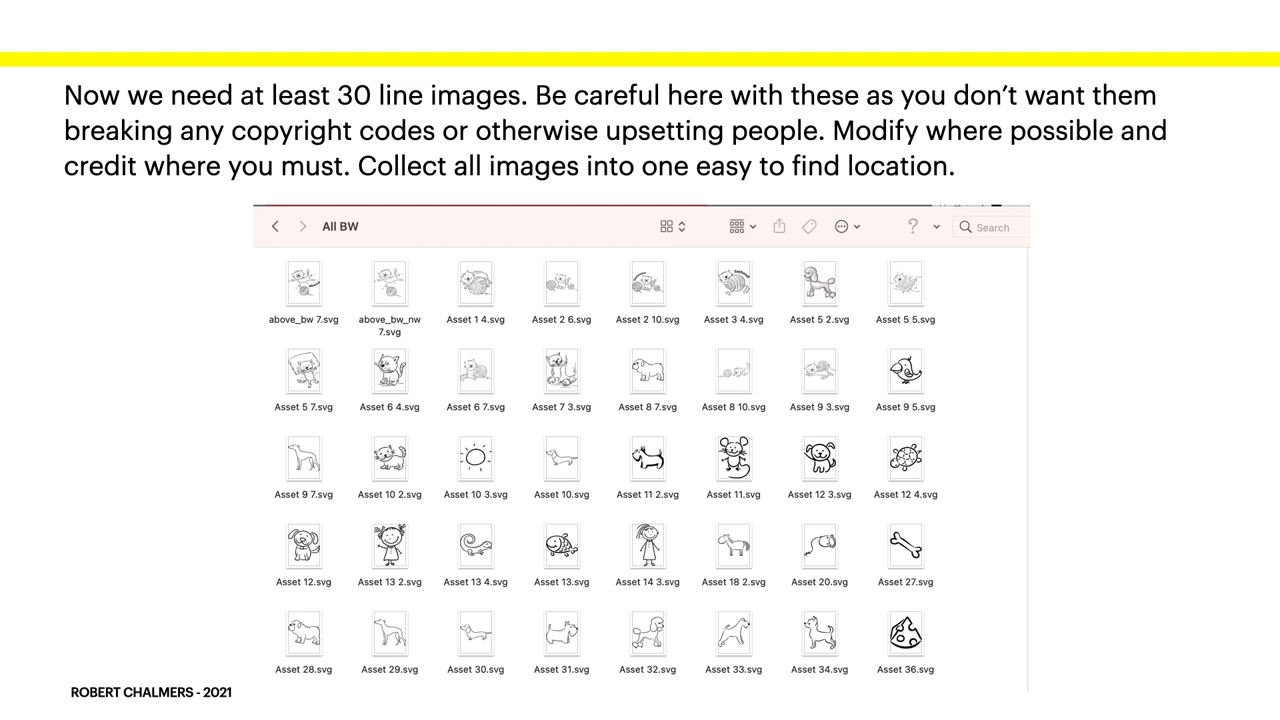 Now we need at least 30 line images. Be careful here with these as you don’t want them
breaking any copyright codes or otherwise upsetting people. Modify where possible and
credit where you must. Collect all images into one easy to find location.
All BW
Search
above_bw 7.svg above_bw_nw 7.svg Asset 1 4.svg Asset 2 6.svg Asset 2 10.svg Asset 3 4.svg Asset 5 2.svg Asset 5 5.svg
Asset 5 7.svg Asset 6 4.svg Asset 6 7.svg Asset 7 3.svg Asset 8 7.svg Asset 8 10.svg Asset 9 3.svg Asset 9 5.svg
Asset 9 7.svg Asset 10 2.svg Asset 10 3.svg Asset 10.svg Asset 11 2.svg Asset 11.svg Asset 12 3.svg Asset 12 4.svg
Asset 12.svg Asset 13 2.svg Asset 13 4.svg Asset 13.svg Asset 14 3.svg Asset 18 2.svg Asset 20.svg Asset 27.svg
Asset 28.svg Asset 29.svg Asset 30.svg Asset 31.svg Asset 32.svg Asset 33.svg Asset 34.svg Asset 36.svg
ROBERT CHALMERS - 2021